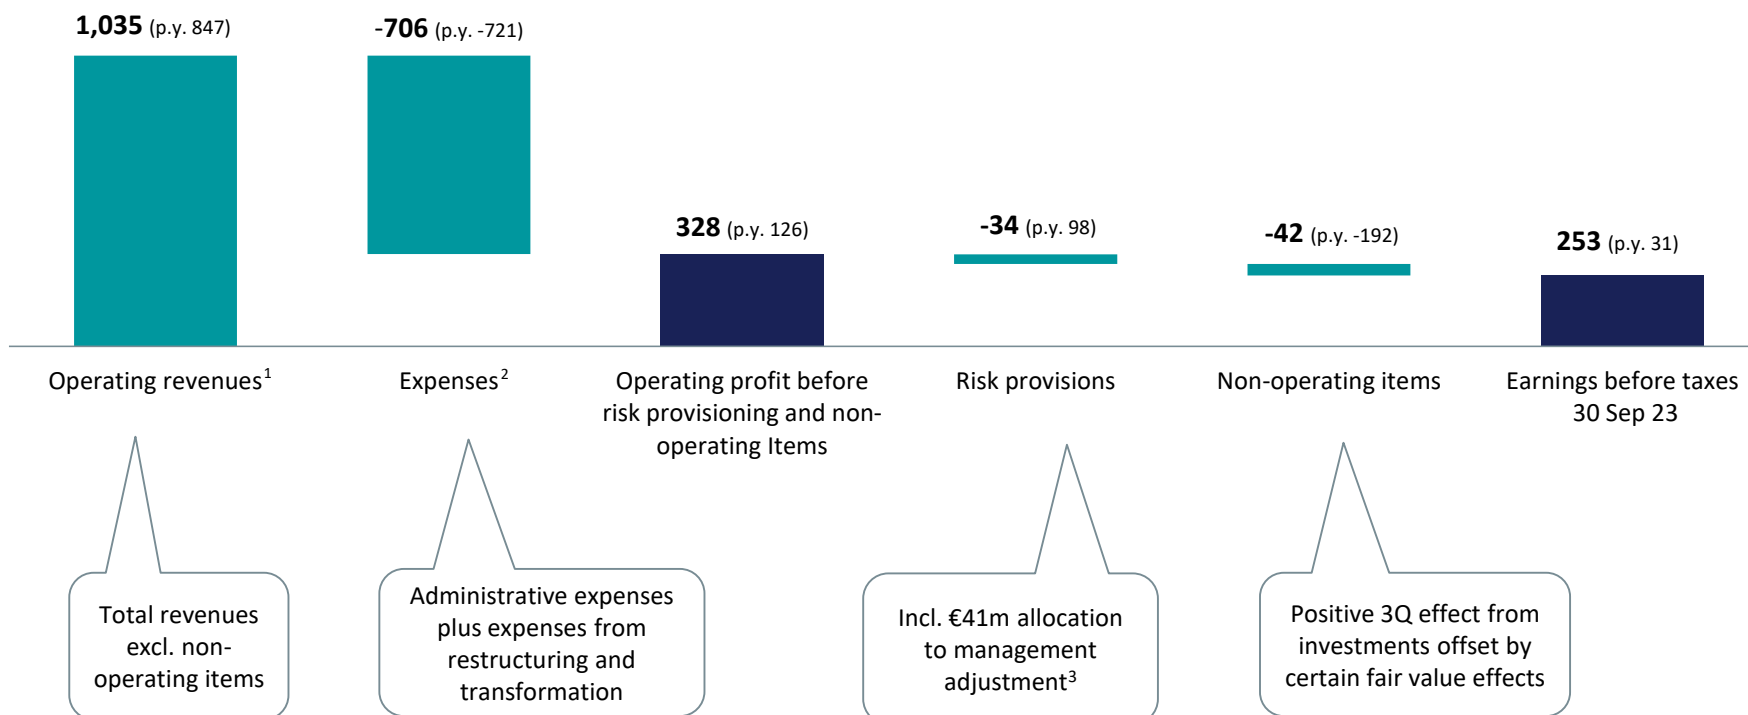 1,035 (p.y. 847)
-706 (p.y. -721)
328 (p.y. 126)
-34 (p.y. 98)
-42 (p.y. -192)
253 (p.y. 31)
Operating revenues¹
Expenses²
Operating profit before
risk provisioning and non-
operating Items
Risk provisions
Non-operating items
Earnings before taxes
30 Sep 23
Total revenues
excl. non-
operating items
Administrative expenses
plus expenses from
restructuring and
transformation
Incl. €41m allocation
to management
adjustment³
Positive 3Q effect from
investments offset by
certain fair value effects